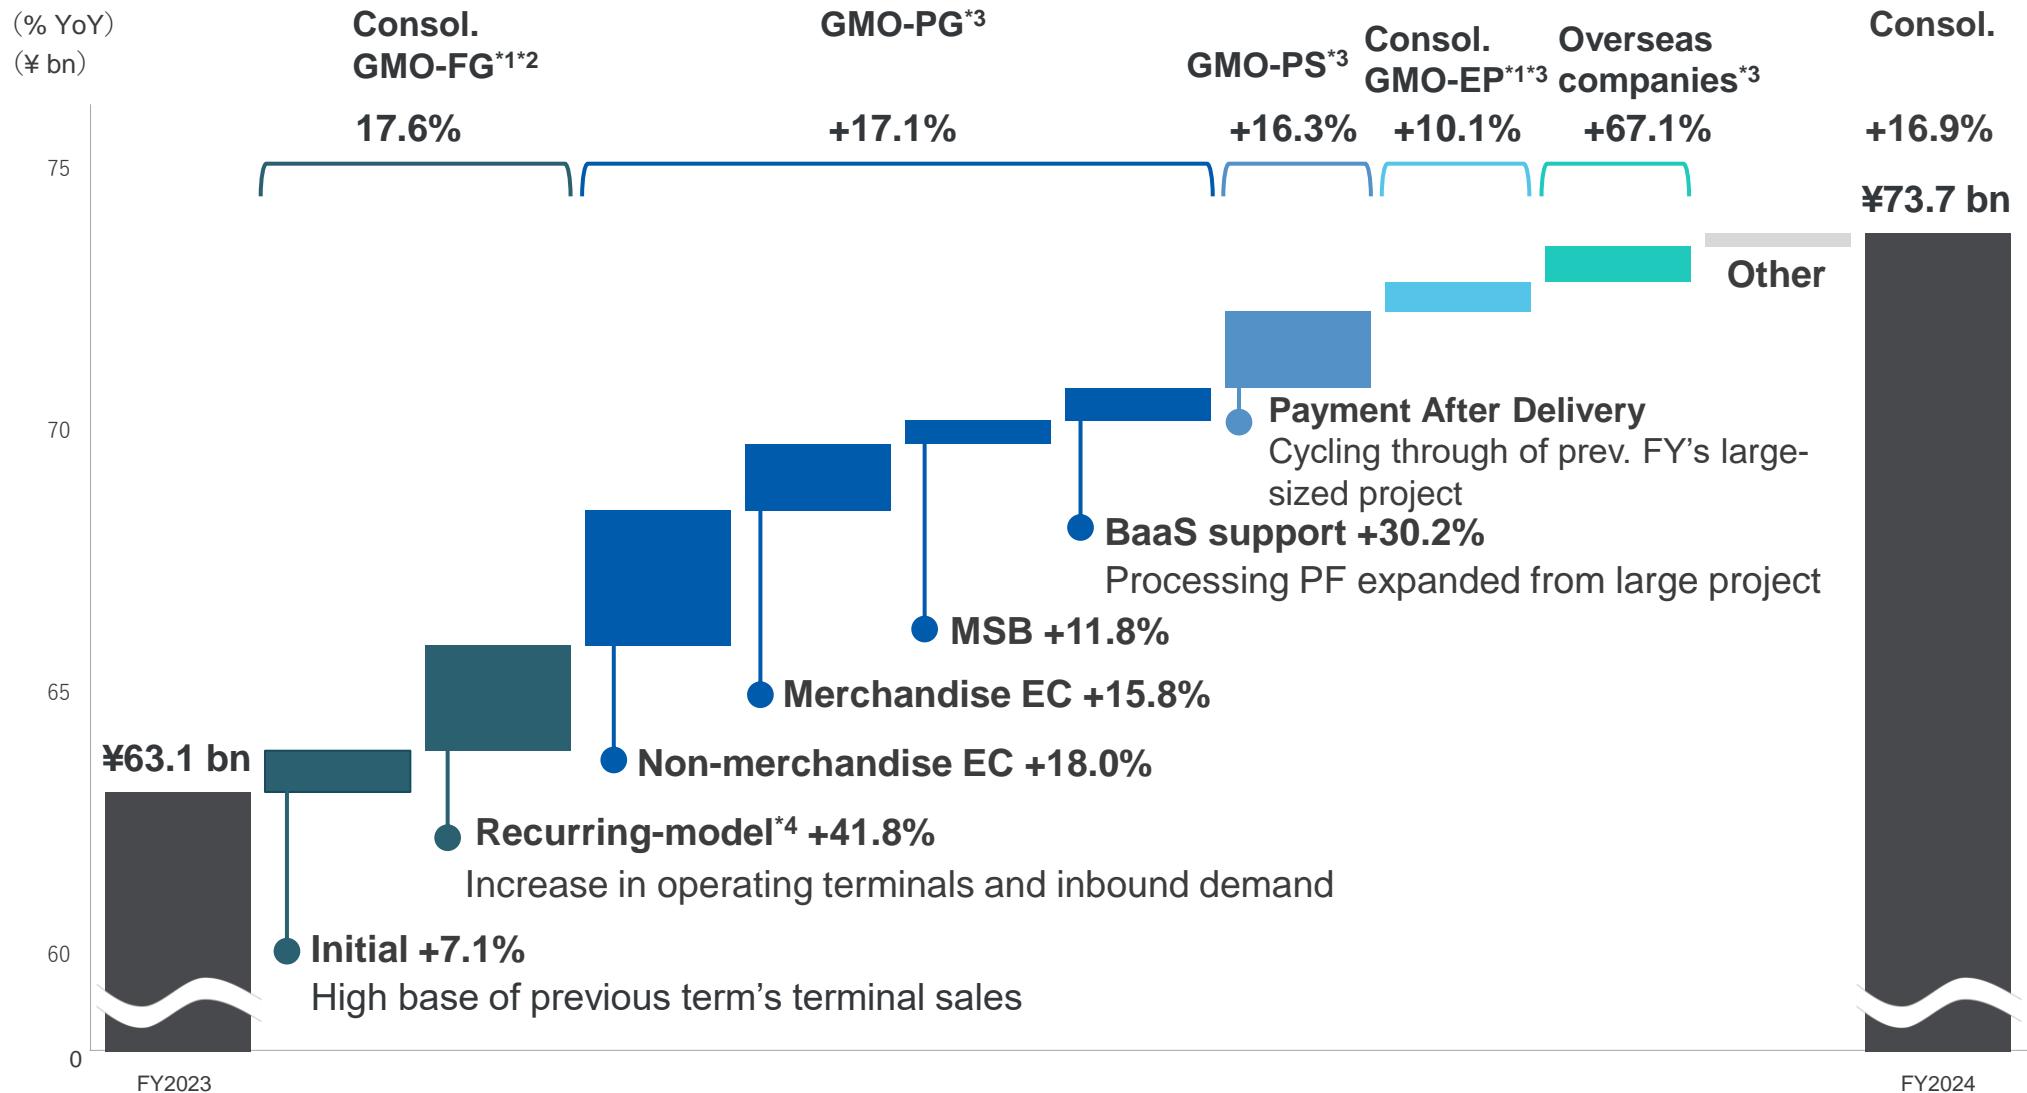 （% YoY）
（¥ bn）
Consol.
GMO-FG*1*2
GMO-PG*3
GMO-PS*3
Consol.
GMO-EP*1*3
Overseas
companies*3
Consol.
17.6%
+17.1%
+16.3%
+10.1%
+67.1%
+16.9%
75
70
65
60
0
¥73.7 bn
Other
Payment After Delivery
Cycling through of prev. FY’s large-
sized project
BaaS support +30.2%
Processing PF expanded from large project
MSB +11.8%
Merchandise EC +15.8%
¥63.1 bn
Non-merchandise EC +18.0%
Recurring-model*4 +41.8%
Increase in operating terminals and inbound demand
Initial +7.1%
High base of previous term’s terminal sales
FY2023
FY2024